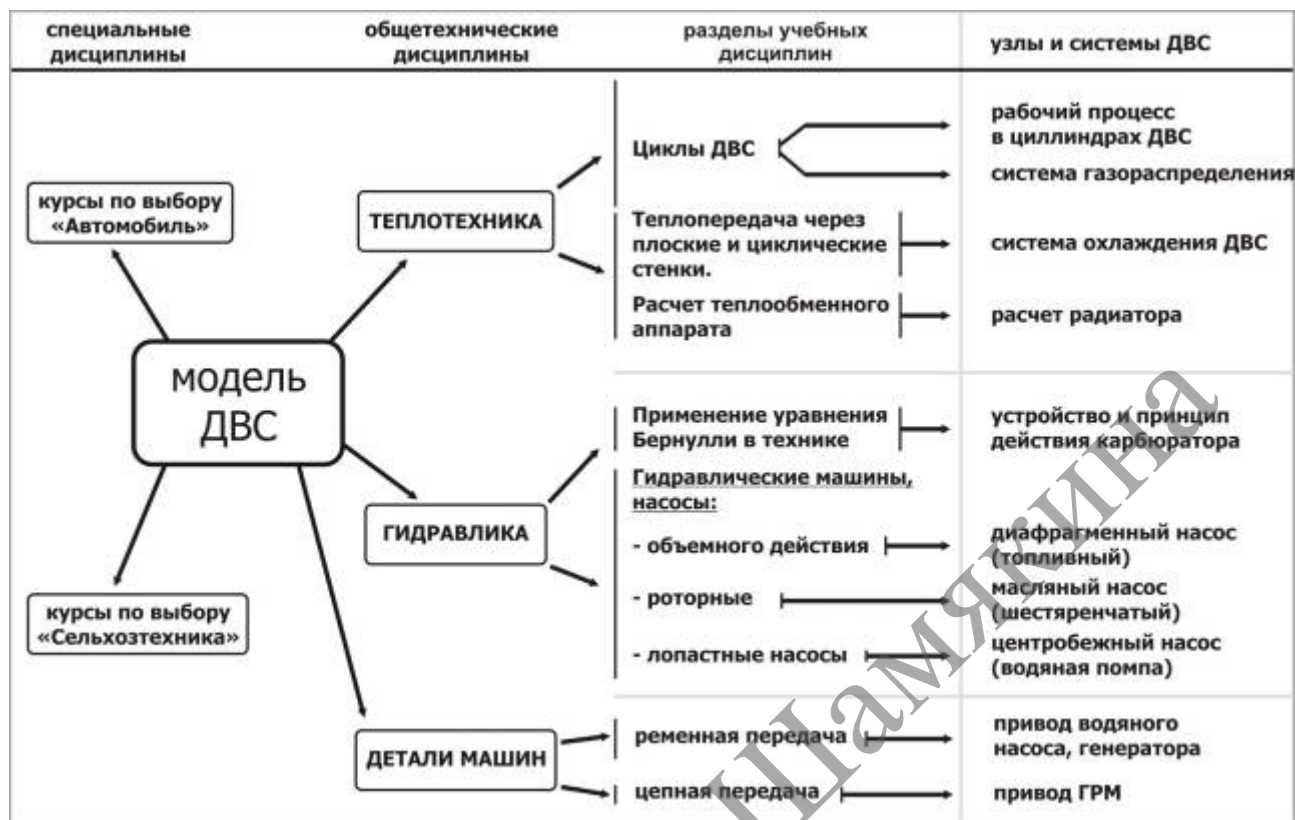 специальные
дисциплины
общетехнические
дисциплины
разделы учебных
дисциплин
узлы и системы ДВС
курсы по выбору
«Автомобиль»
модель
ДВС
курсы по выбору
«Сельхозтехника»
ТЕПЛОТЕХНИКА
ГИДРАВЛИКА
ДЕТАЛИ МАШИН
Циклы ДВС
рабочий процесс
в циллиндрах ДВС
система газораспределения
Теплопередача через
плоские и циклические
стенки.
система охлаждения ДВС
Расчет теплообменного
аппарата
расчет радиатора
Применение уравнения
Бернулли в технике
устройство и принцип
действия карбюратора
Гидравлические машины,
насосы:
- объемного действия
диафрагменный насос
(топливный)
- роторные
масляный насос
(шестяренчатый)
- лопастные насосы
центробежный насос
(водяная помпа)
ременная передача
привод водяного
насоса, генератора
цепная передача
привод ГРМ
Шамякина